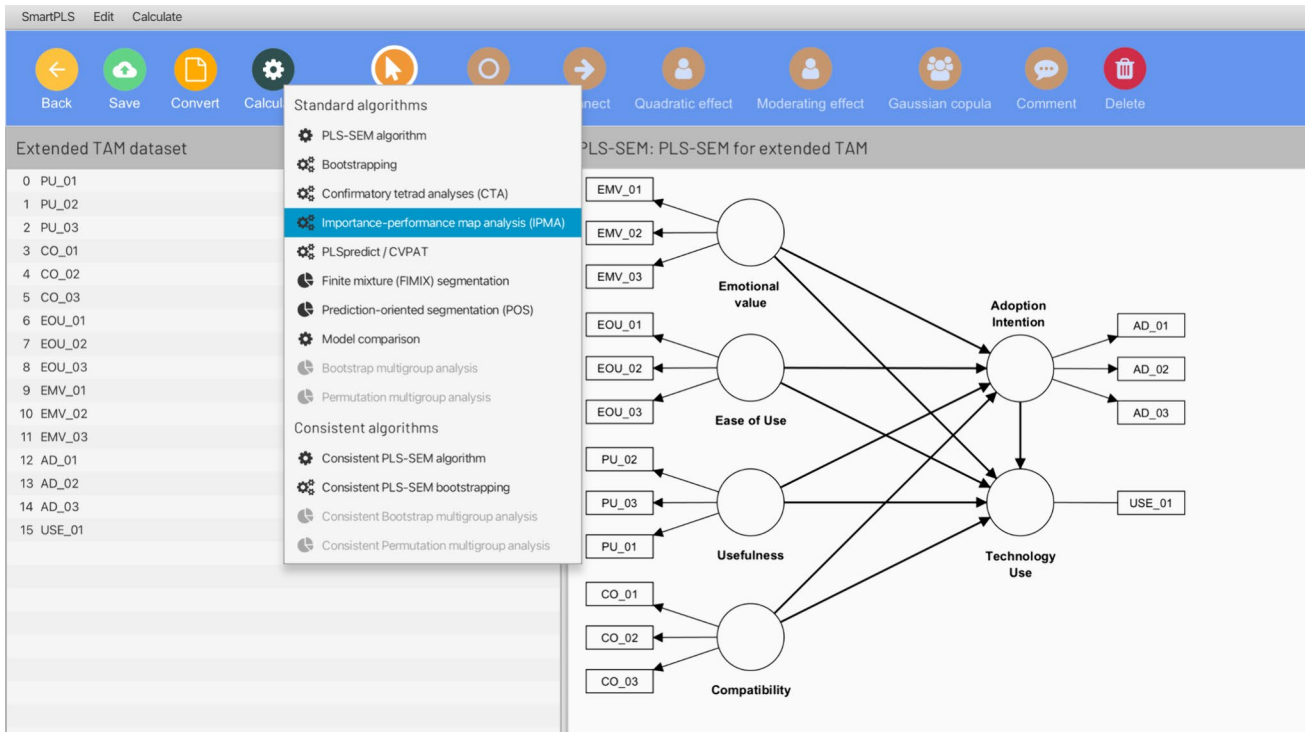 SmartPLS Edit Calculate
Back Save Convert Calcul nnect Quadratic effect Moderating effect Gaussian copula Comment Delete
Extended TAM dataset
0 PU_01
1 PU_02
2 PU_03
3 CO_01
4 CO_02
5 CO_03
6 EOU_01
7 EOU_02
8 EOU_03
9 EMV_01
10 EMV_02
11 EMV_03
12 AD_01
13 AD_02
14 AD_03
15 USE_01
Standard algorithms
PLS-SEM algorithm
Bootstrapping
Confirmatory tetrad analyses (CTA)
Importance-performance map analysis (IPMA)
PLSpredict / CVPAT
Finite mixture (FIMIX) segmentation
Prediction-oriented segmentation (POS)
Model comparison
Bootstrap multigroup analysis
Permutation multigroup analysis
Consistent algorithms
Consistent PLS-SEM algorithm
Consistent PLS-SEM bootstrapping
Consistent Bootstrap multigroup analysis
Consistent Permutation multigroup analysis
PLS-SEM: PLS-SEM for extended TAM
EMV_01
EMV_02
EMV_03
Emotional
value
EOU_01
EOU_02
EOU_03
Ease of Use
PU_02
PU_03
PU_01
Usefulness
CO_01
CO_02
CO_03
Compatibility
Adoption
Intention
AD_01
AD_02
AD_03
USE_01
Technology
Use